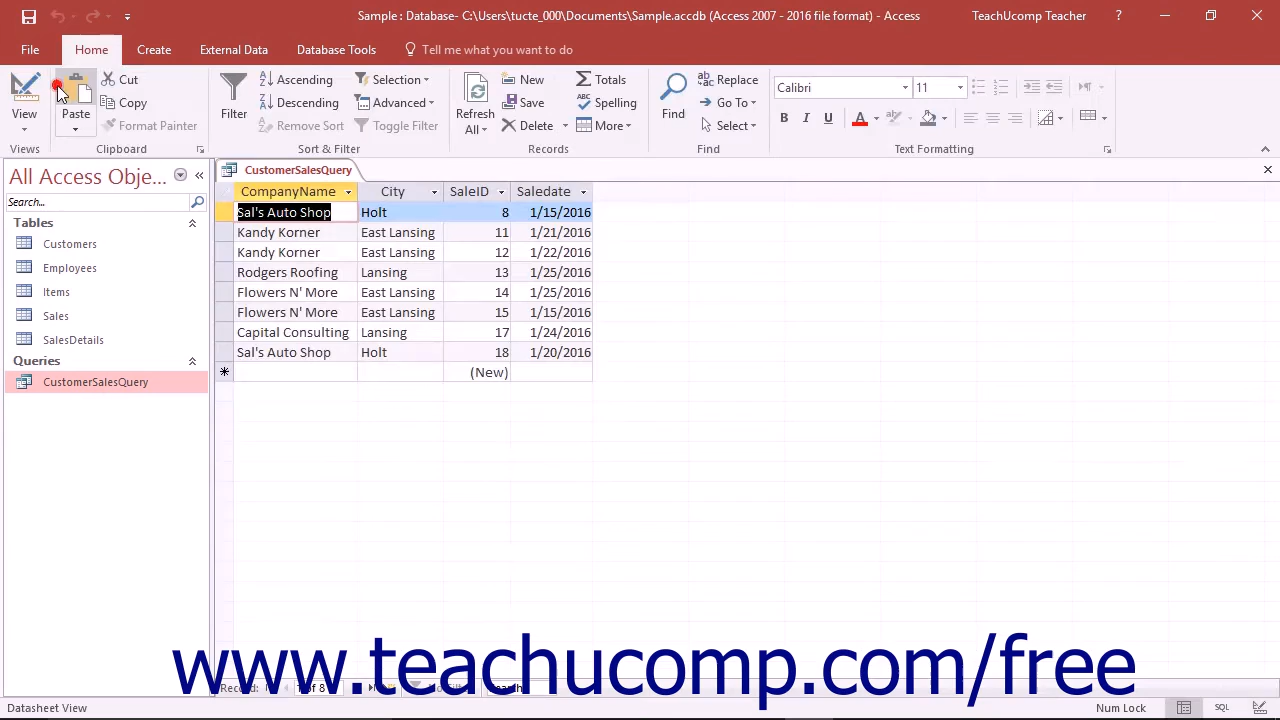 Sample : Database- C:\Users\tucte_000\Documents\Sample.accdb (Access 2007 - 2016 file format) - Access
TeachUcomp Teacher
?
File
Home
Create
External Data
Database Tools
Tell me what you want to do
View
Paste
Cut
Copy
Format Painter
Filter
Ascending
Descending
Remove Sort
Selection
Advanced
Toggle Filter
Refresh
All
New
Save
Delete
Totals
Spelling
More
Find
Replace
Go To
Select
Calibri
11
B
I
U
A
Views
Clipboard
Sort & Filter
Records
Find
Text Formatting
All Access Obje...
Search...
Tables
Customers
Employees
Items
Sales
SalesDetails
Queries
CustomerSalesQuery
CustomerSalesQuery
CompanyName City SaleID Saledate
Sal's Auto Shop Holt 8 1/15/2016
Kandy Korner East Lansing 11 1/21/2016
Kandy Korner East Lansing 12 1/22/2016
Rodgers Roofing Lansing 13 1/25/2016
Flowers N' More East Lansing 14 1/25/2016
Flowers N' More East Lansing 15 1/15/2016
Capital Consulting Lansing 17 1/24/2016
Sal's Auto Shop Holt 18 1/20/2016
(New)
www.teachucomp.com/free
Record:
Datasheet View
Num Lock
SQL